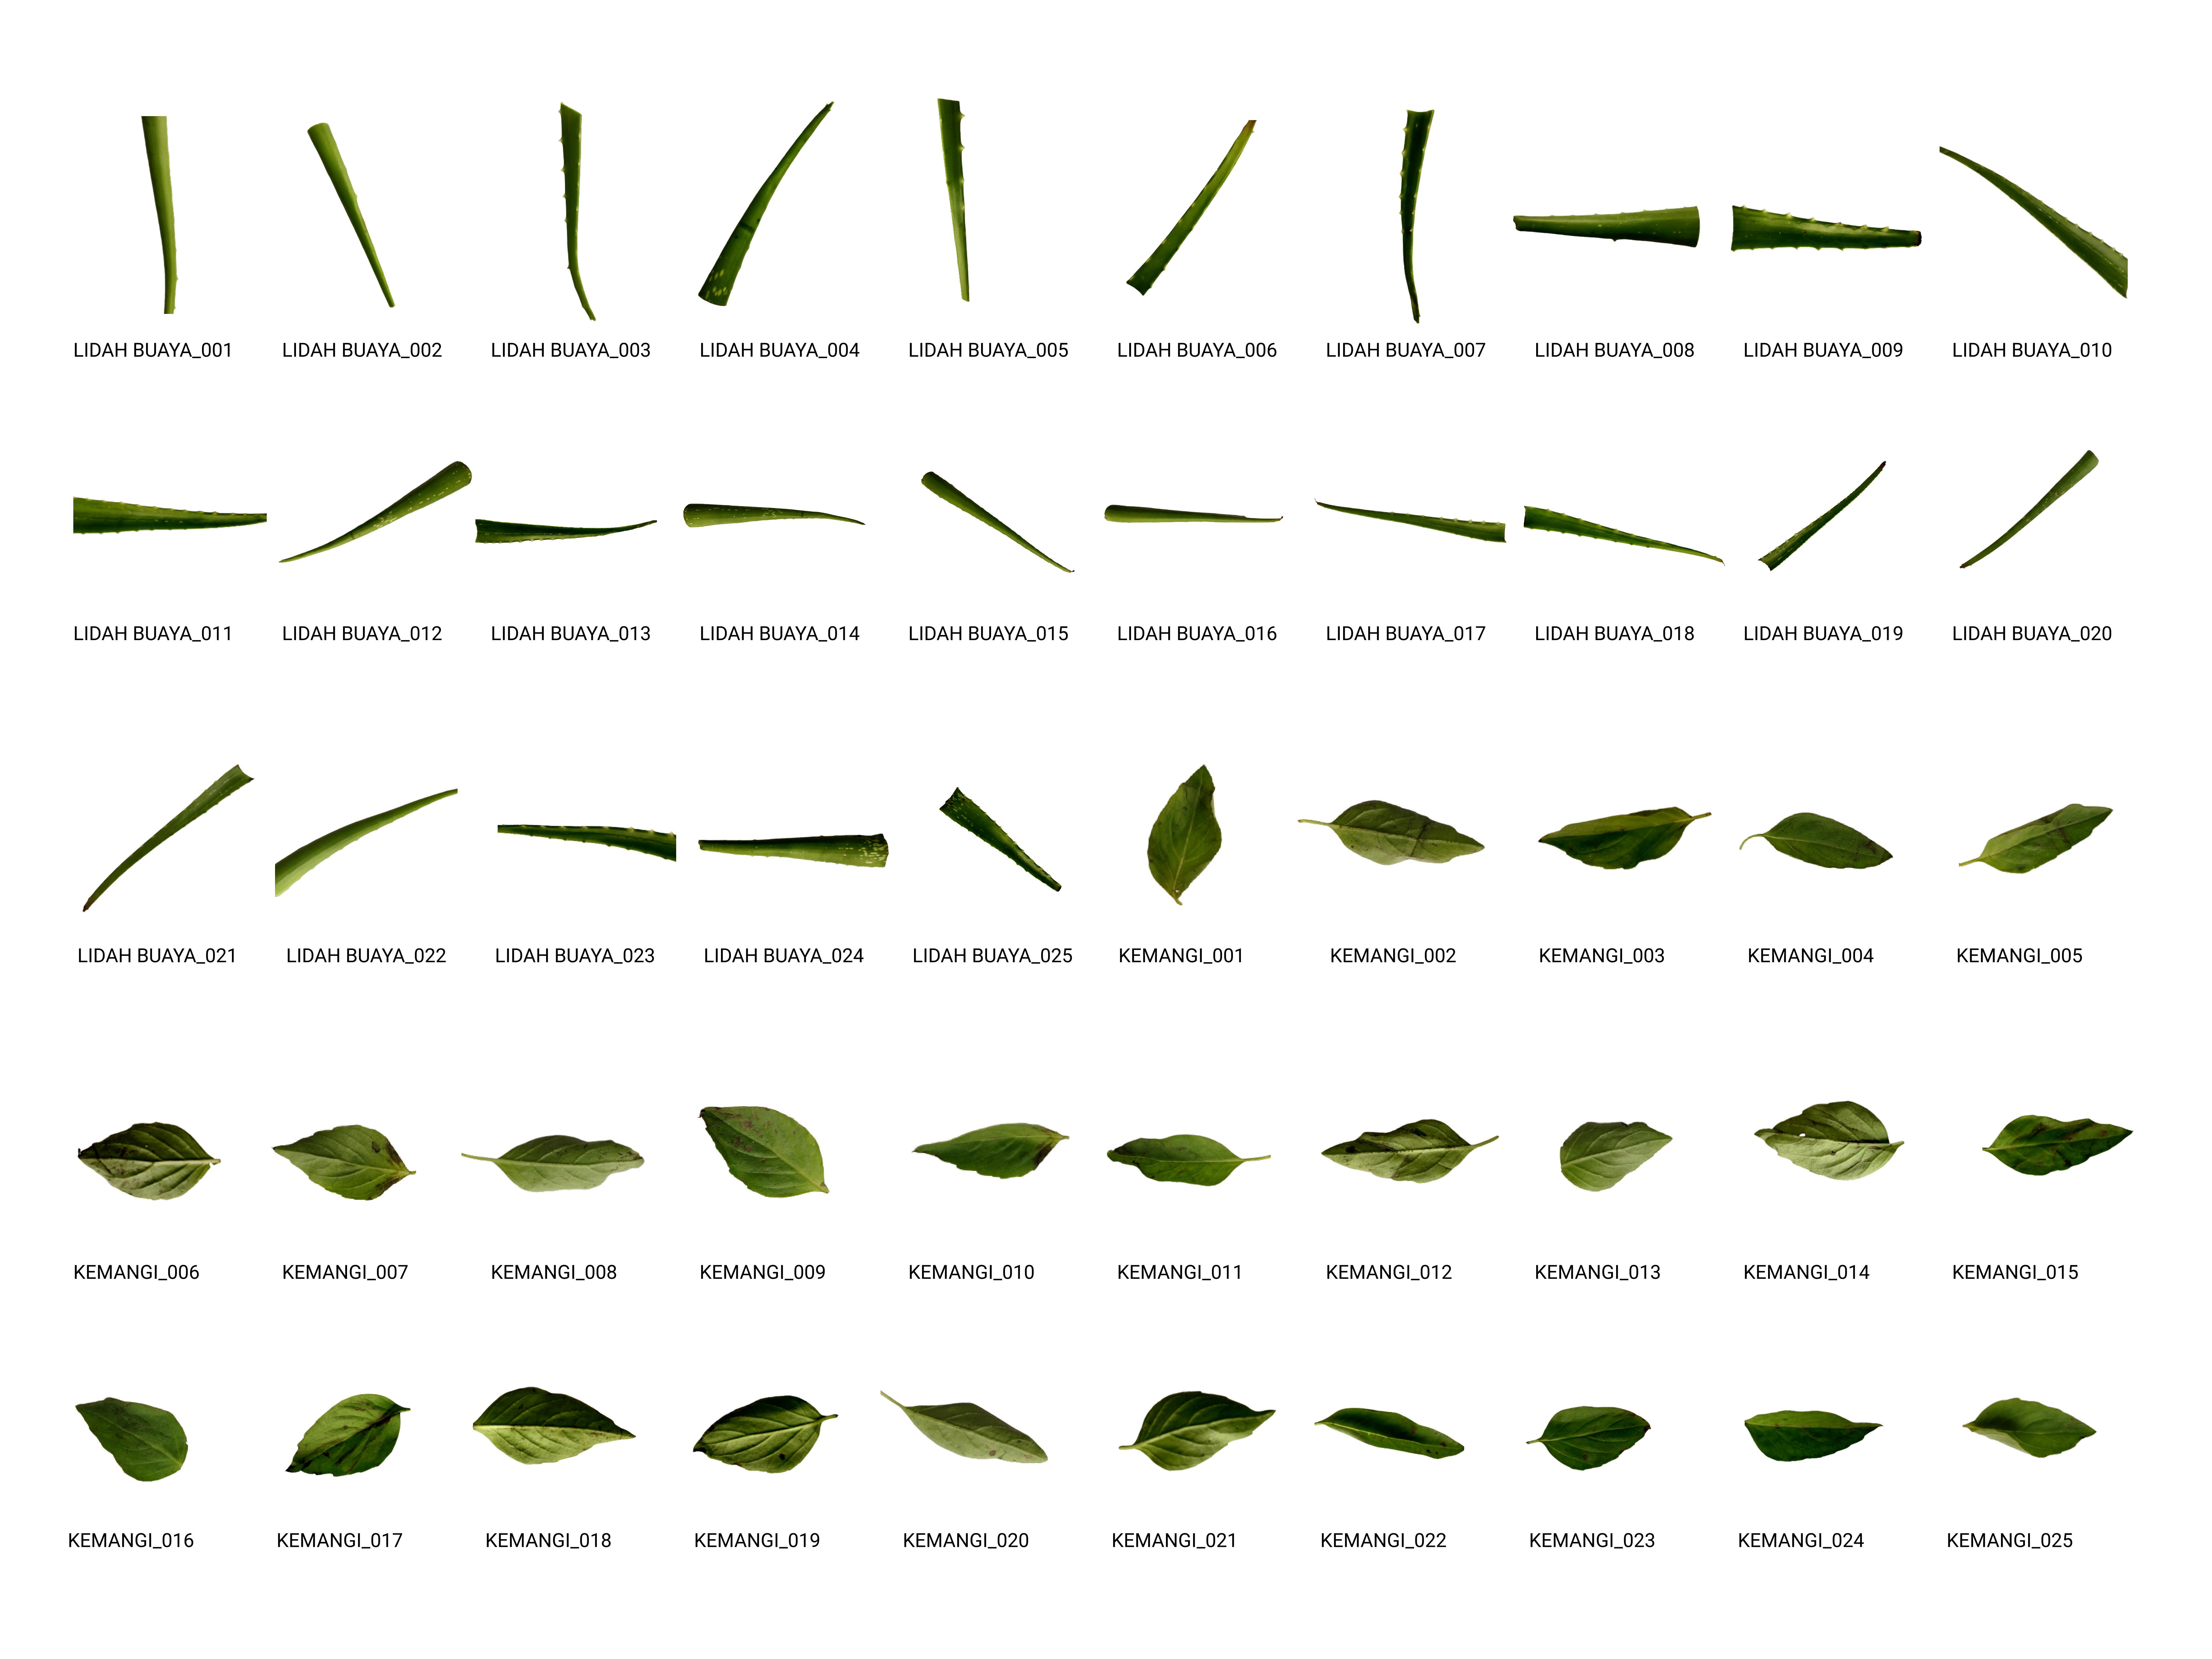 LIDAH BUAYA_001 LIDAH BUAYA_002 LIDAH BUAYA_003 LIDAH BUAYA_004 LIDAH BUAYA_005 LIDAH BUAYA_006 LIDAH BUAYA_007 LIDAH BUAYA_008 LIDAH BUAYA_009 LIDAH BUAYA_010
LIDAH BUAYA_011 LIDAH BUAYA_012 LIDAH BUAYA_013 LIDAH BUAYA_014 LIDAH BUAYA_015 LIDAH BUAYA_016 LIDAH BUAYA_017 LIDAH BUAYA_018 LIDAH BUAYA_019 LIDAH BUAYA_020
LIDAH BUAYA_021 LIDAH BUAYA_022 LIDAH BUAYA_023 LIDAH BUAYA_024 LIDAH BUAYA_025 KEMANGI_001 KEMANGI_002 KEMANGI_003 KEMANGI_004 KEMANGI_005
KEMANGI_006 KEMANGI_007 KEMANGI_008 KEMANGI_009 KEMANGI_010 KEMANGI_011 KEMANGI_012 KEMANGI_013 KEMANGI_014 KEMANGI_015
KEMANGI_016 KEMANGI_017 KEMANGI_018 KEMANGI_019 KEMANGI_020 KEMANGI_021 KEMANGI_022 KEMANGI_023 KEMANGI_024 KEMANGI_025